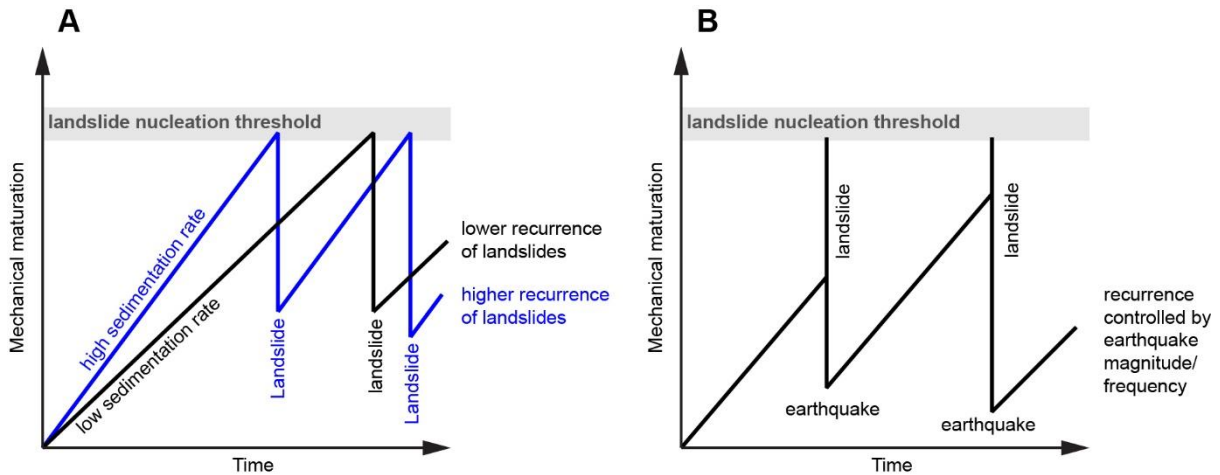 A
landslide nucleation threshold
Mechanical maturation
high sedimentation rate
low sedimentation rate
Landslide
landslide
Landslide
lower recurrence
of landslides
higher recurrence
of landslides
Time
B
landslide nucleation threshold
Mechanical maturation
landslide
landslide
earthquake
earthquake
recurrence
controlled by
earthquake
magnitude/
frequency
Time